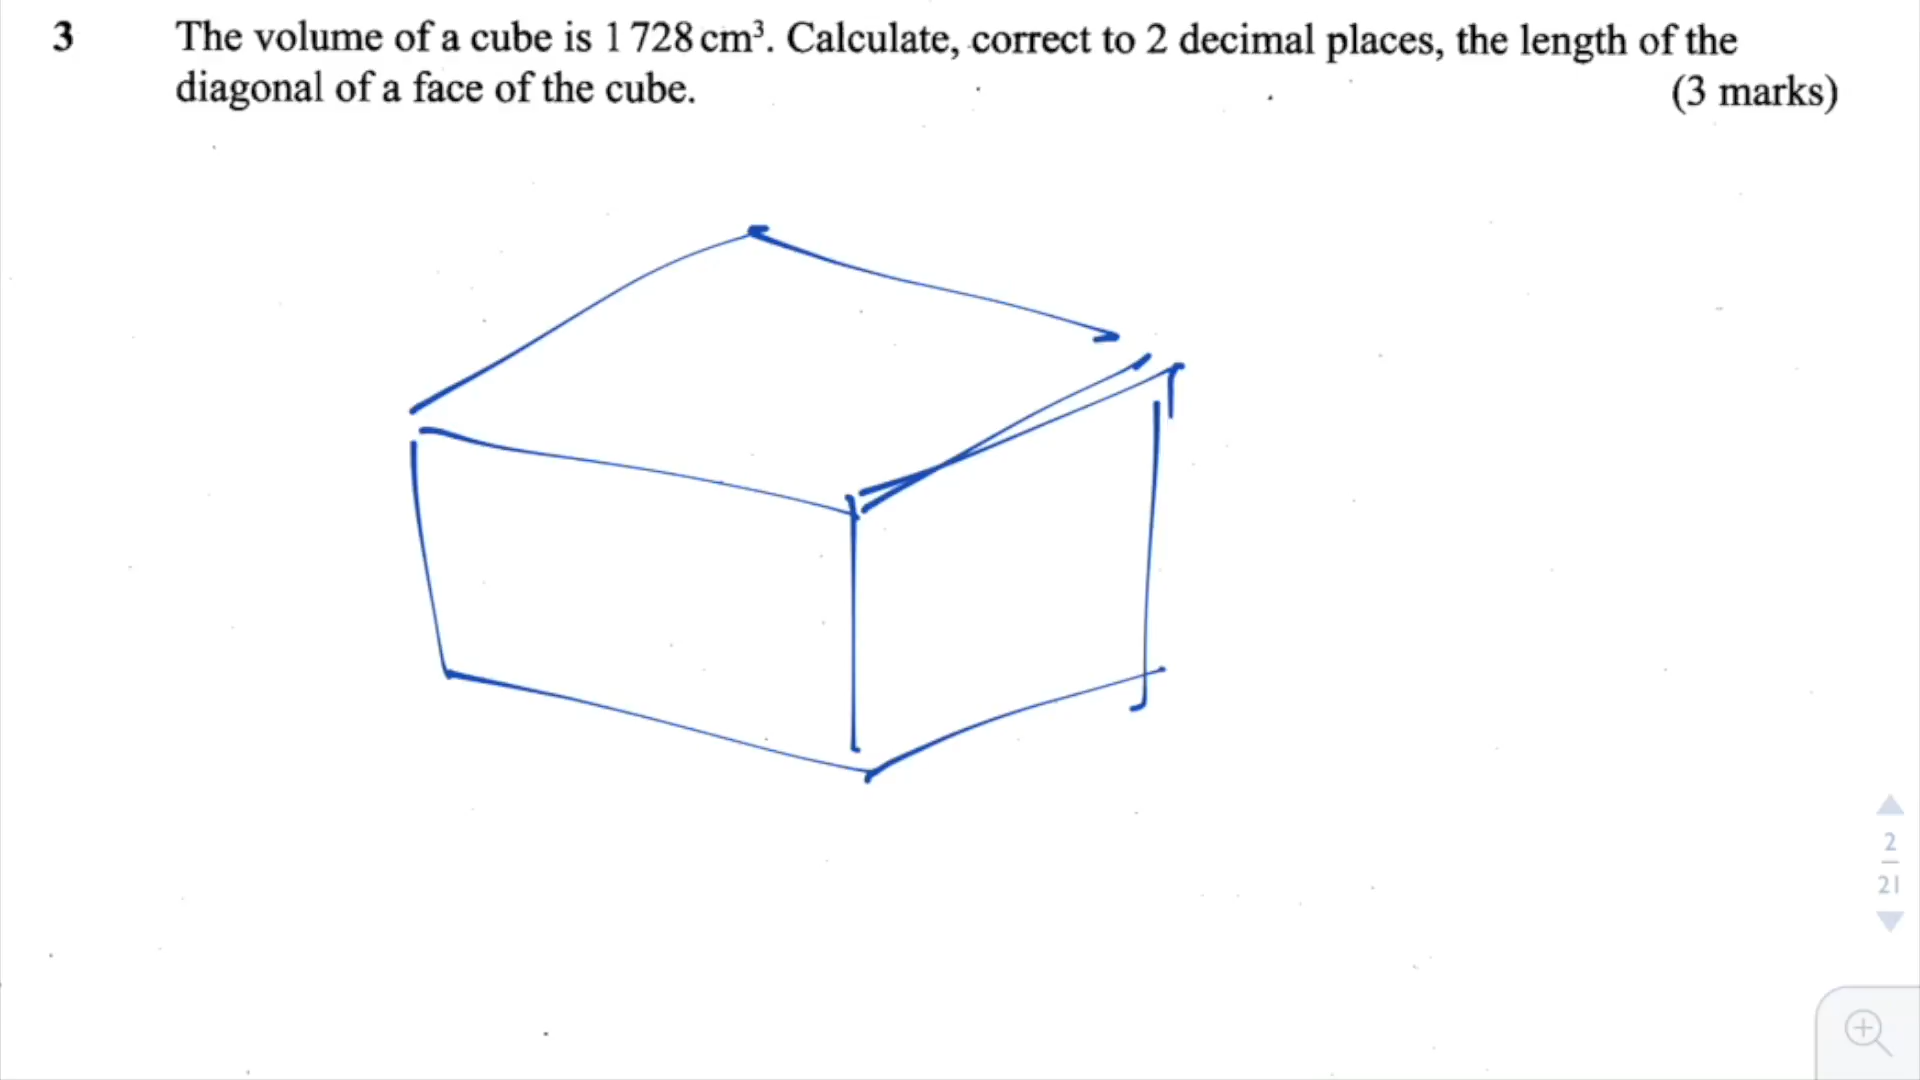 3 The volume of a cube is 1 728 cm³. Calculate, correct to 2 decimal places, the length of the
diagonal of a face of the cube. (3 marks)
2
21